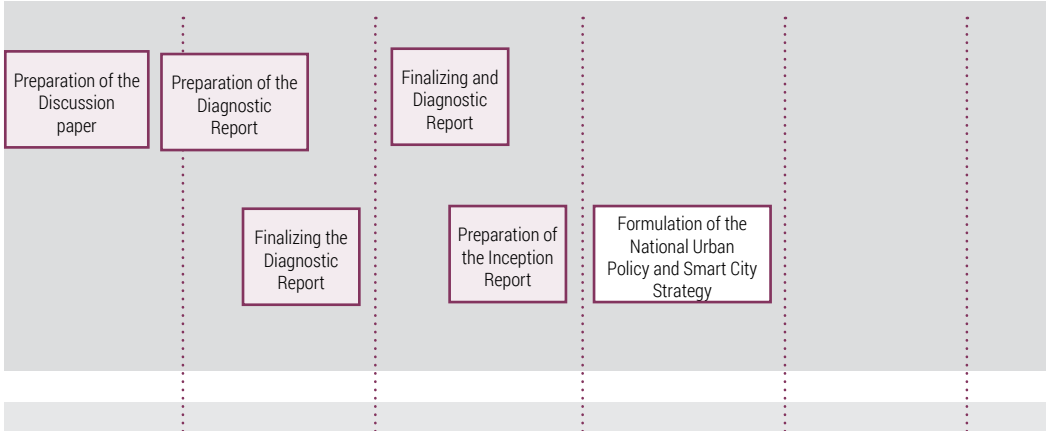 Preparation of the
Discussion
paper
Preparation of the
Diagnostic
Report
Finalizing and
Diagnostic
Report
Finalizing the
Diagnostic
Report
Preparation of
the Inception
Report
Formulation of the
National Urban
Policy and Smart City
Strategy